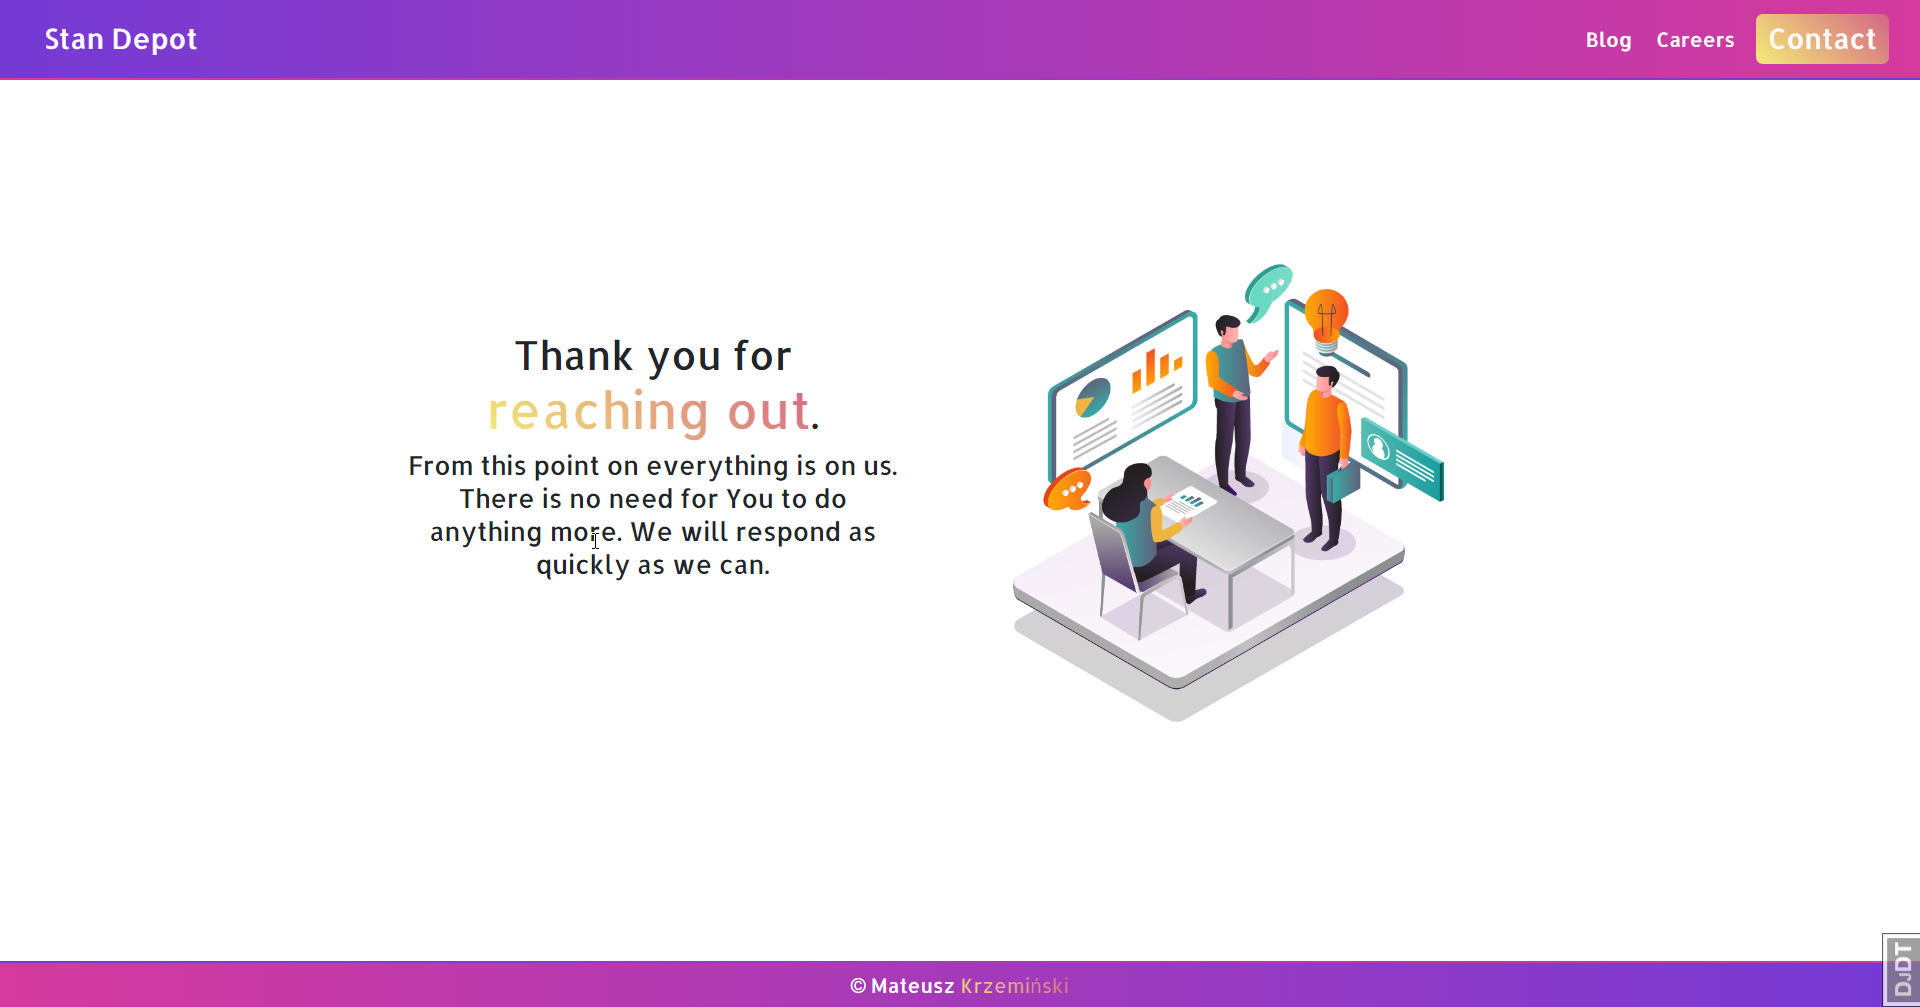 Stan Depot
Blog Careers Contact
Thank you for
reaching out.
From this point on everything is on us.
There is no need for You to do
anything more. We will respond as
quickly as we can.
© Mateusz Krzemiński
DJDT